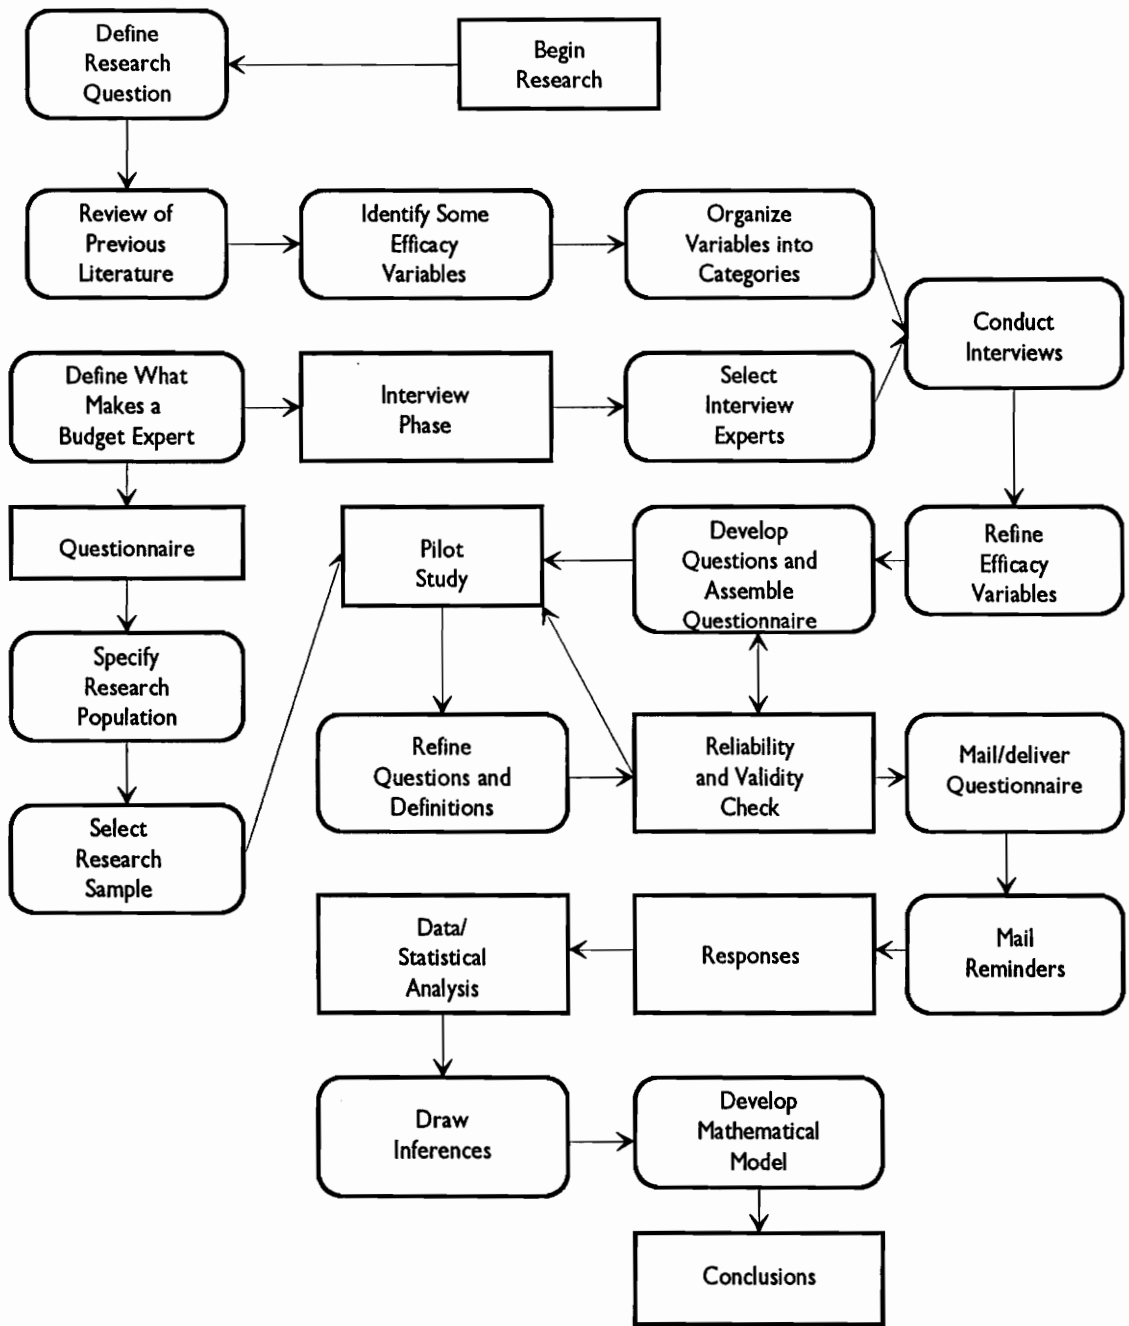 Define
Research
Question
Begin
Research
Review of
Previous
Literature
Identify Some
Efficacy
Variables
Organize
Variables into
Categories
Conduct
Interviews
Define What
Makes a
Budget Expert
Interview
Phase
Select
Interview
Experts
Questionnaire
Pilot
Study
Develop
Questions and
Assemble
Questionnaire
Refine
Efficacy
Variables
Specify
Research
Population
Refine
Questions and
Definitions
Reliability
and Validity
Check
Mail/deliver
Questionnaire
Select
Research
Sample
Data/
Statistical
Analysis
Responses
Mail
Reminders
Draw
Inferences
Develop
Mathematical
Model
Conclusions